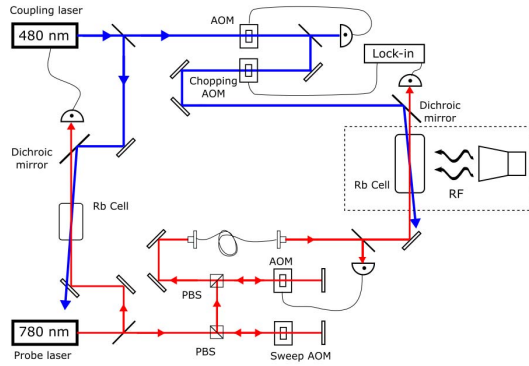 Coupling laser
480 nm
AOM
Lock-in
Chopping
AOM
Dichroic
mirror
Dichroic
mirror
Rb Cell
RF
Rb Cell
AOM
PBS
780 nm
Probe laser
PBS
Sweep AOM